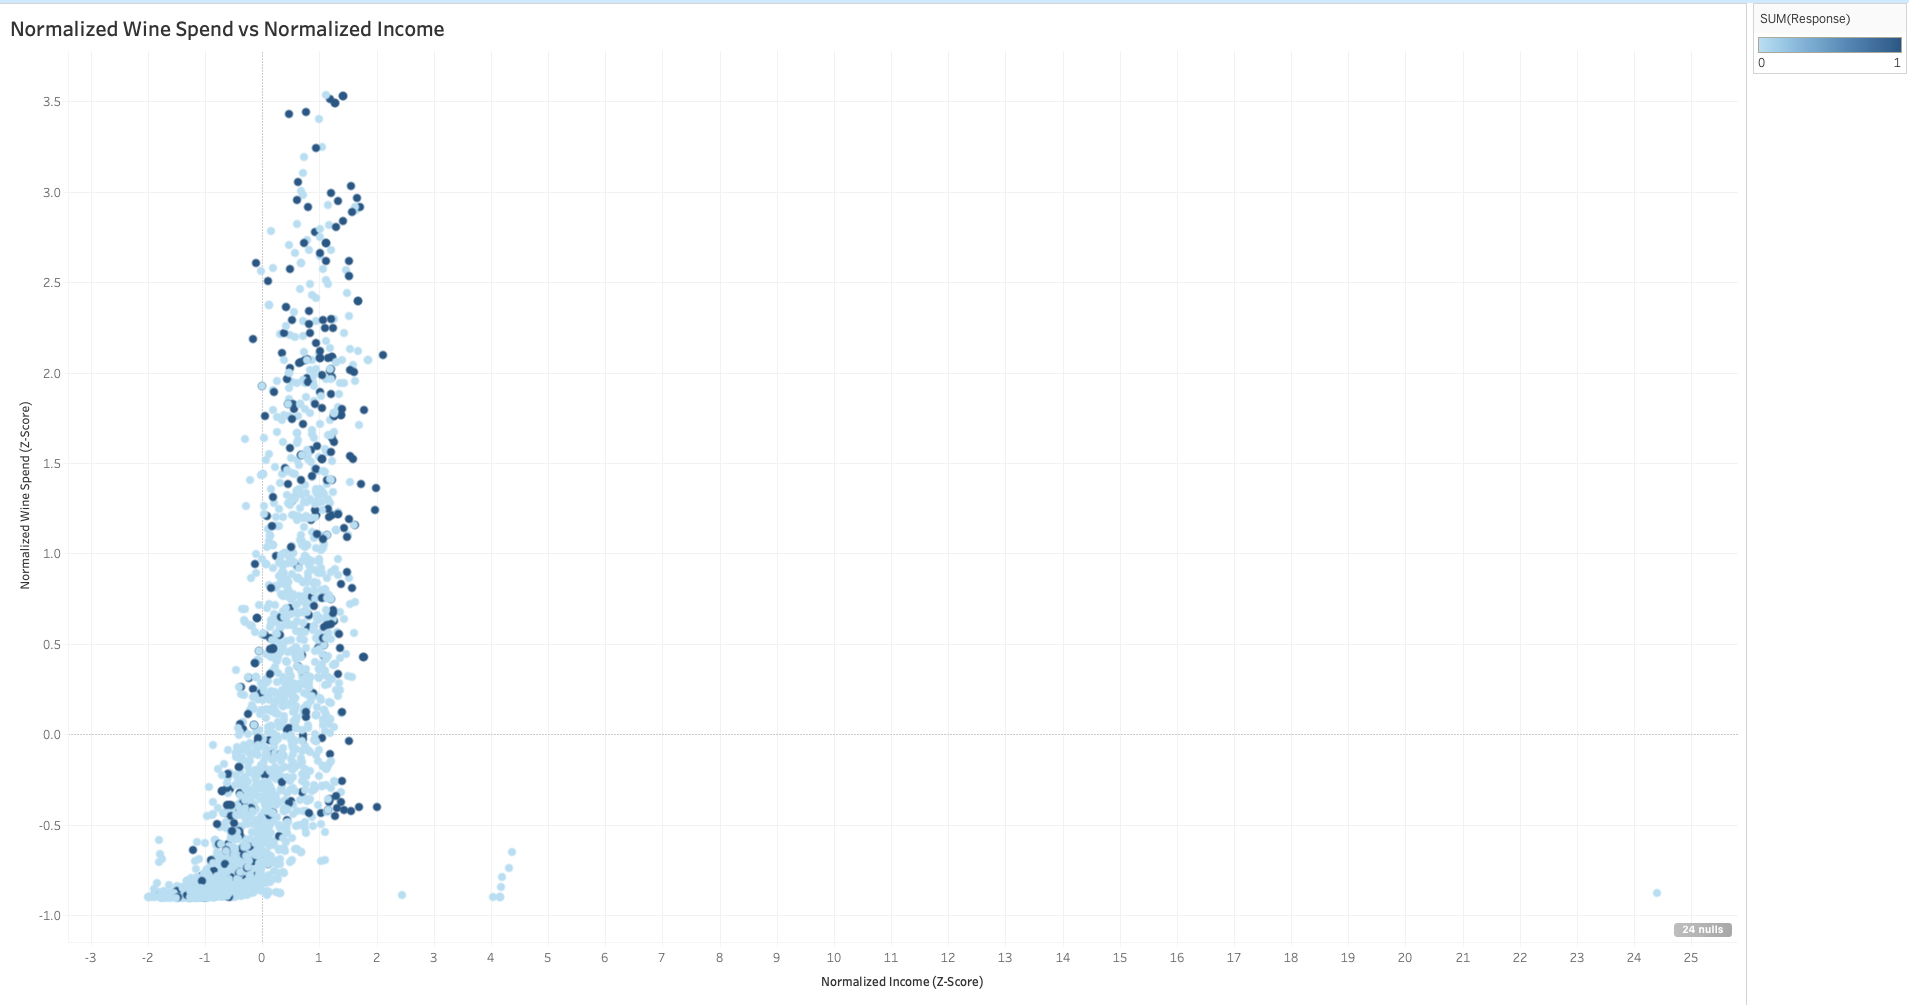 Normalized Wine Spend vs Normalized Income
SUM(Response)
0 1
3.5
3.0
2.5
2.0
1.5
1.0
0.5
0.0
-0.5
-1.0
Normalized Wine Spend (Z-Score)
24 nulls
-3 -2 -1 0 1 2 3 4 5 6 7 8 9 10 11 12 13 14 15 16 17 18 19 20 21 22 23 24 25
Normalized Income (Z-Score)